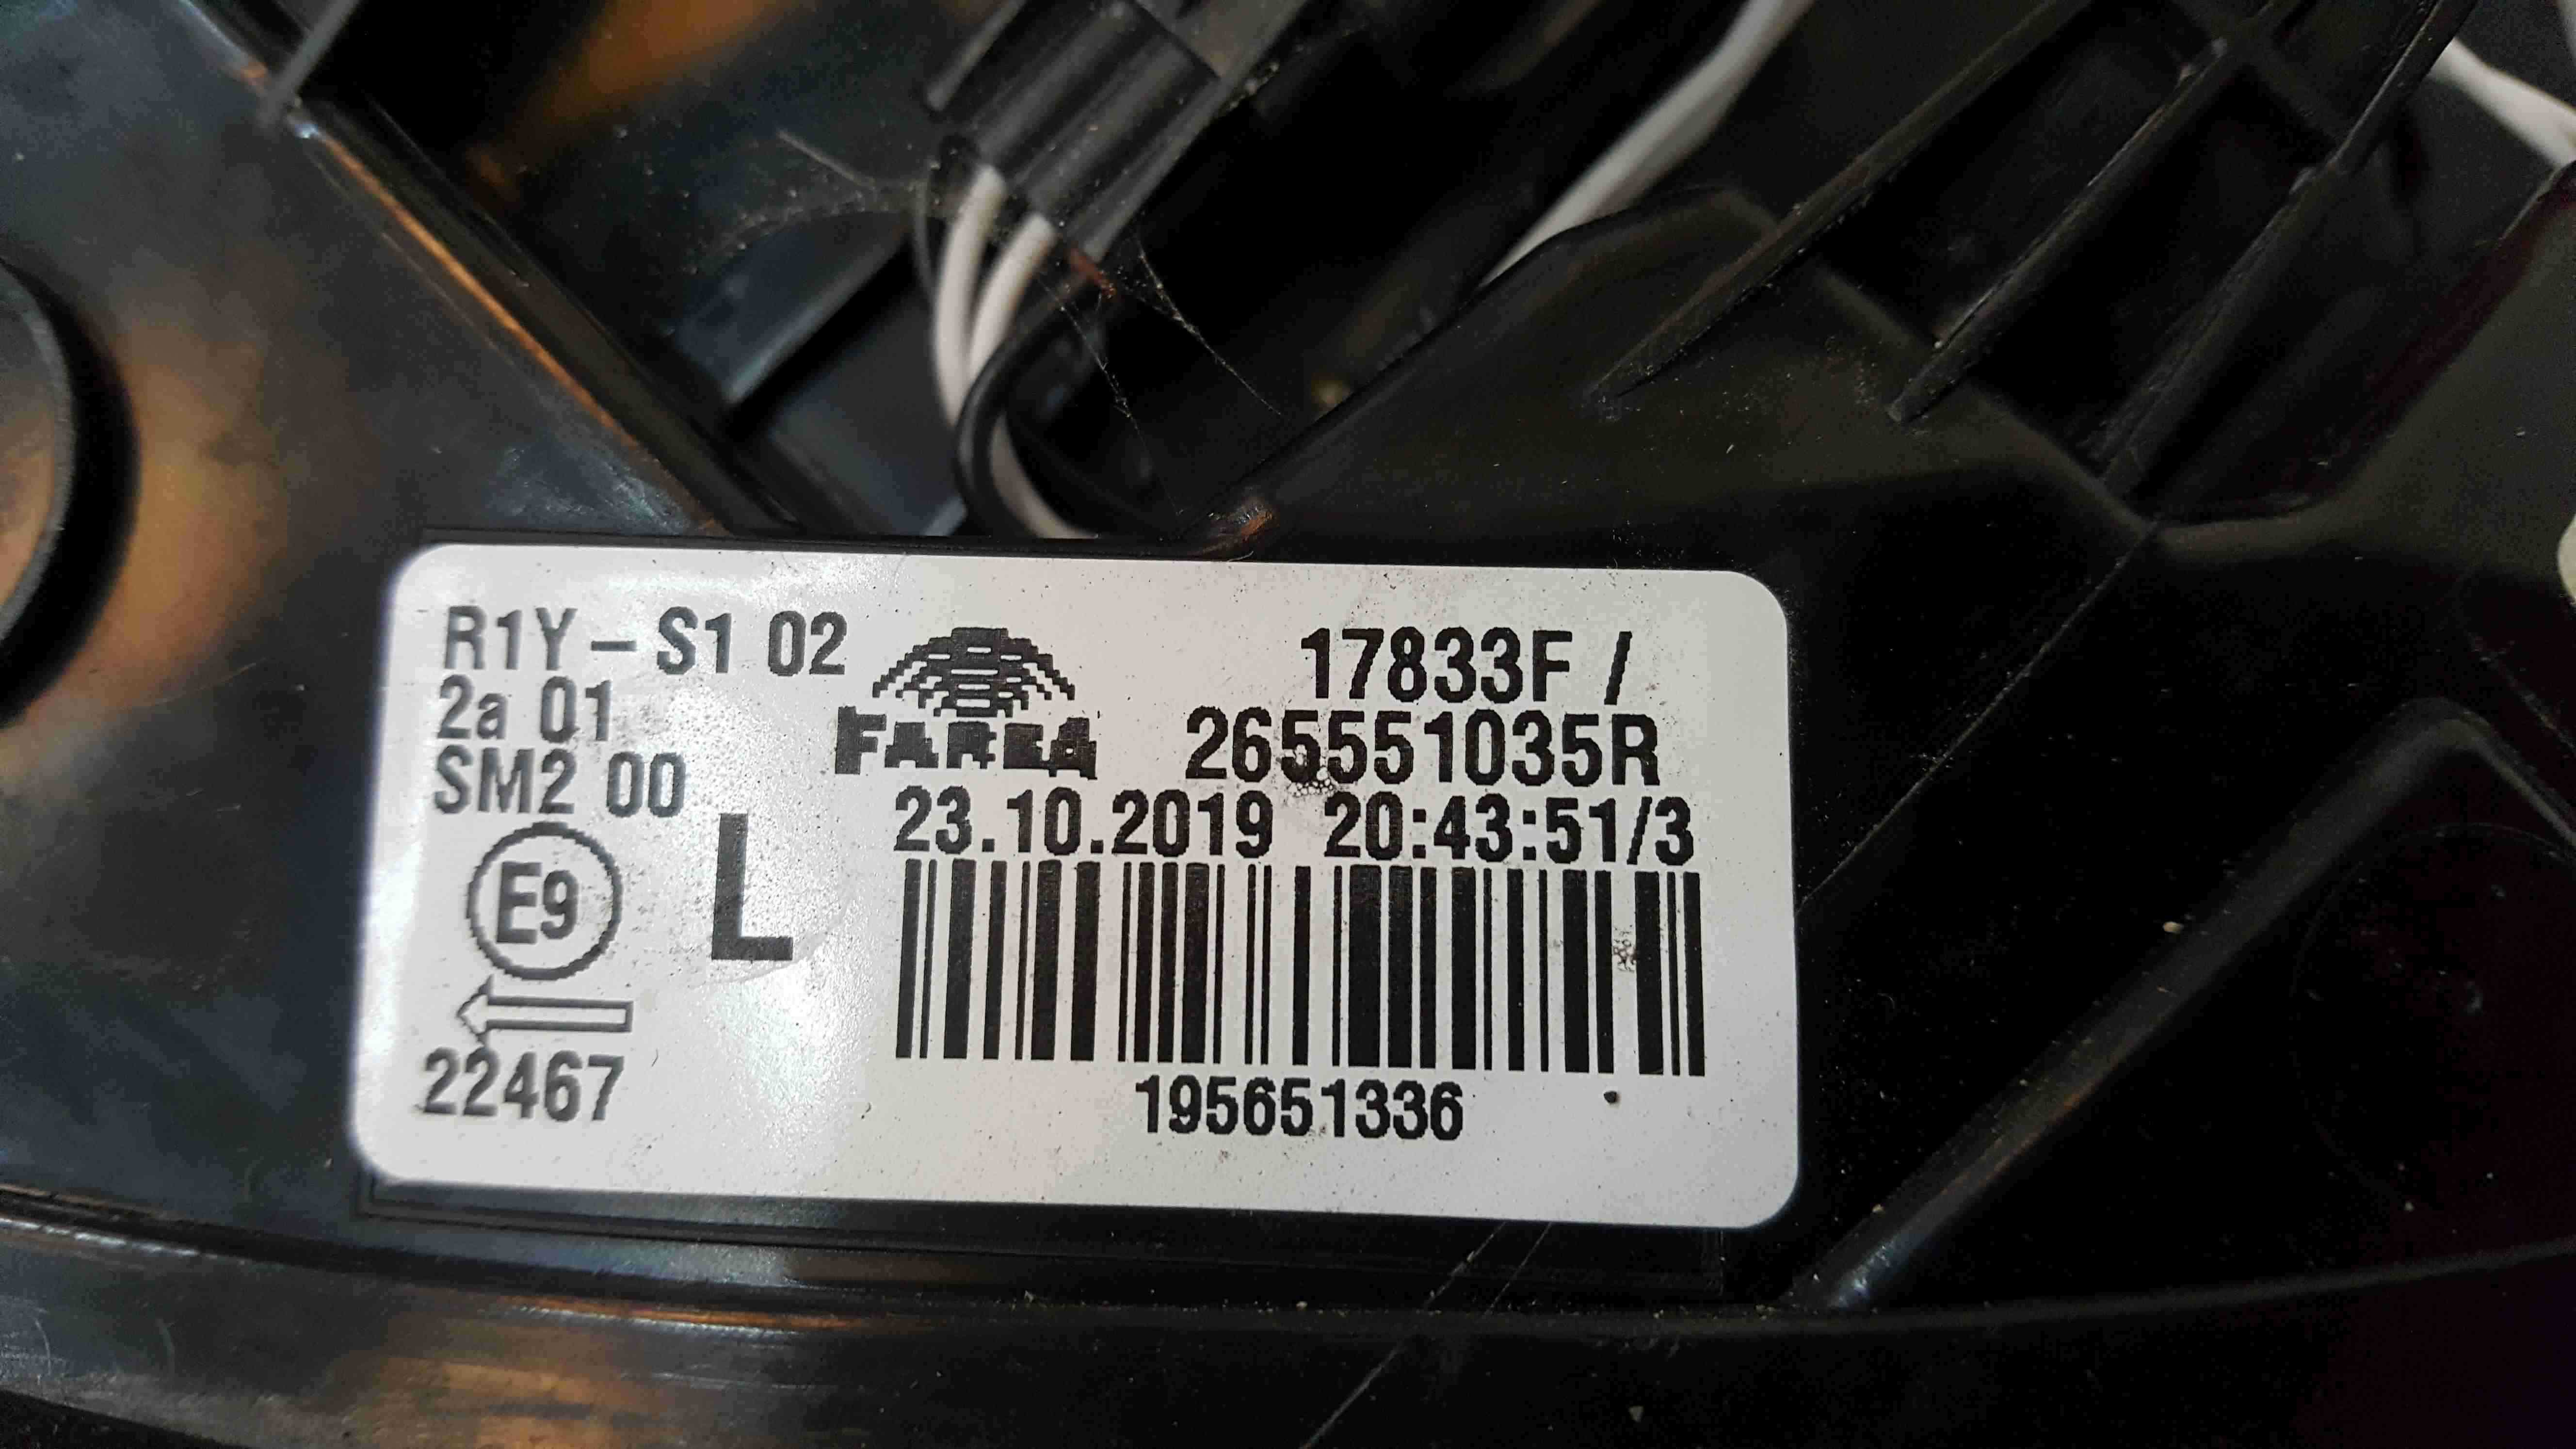 R1Y – S1 02
2a 01
SM2 00
E9
22467
L
FARBA
17833F /
265551035R
23.10.2019 20:43:51/3
195651336